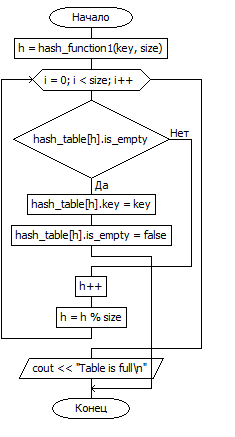 Начало
h = hash_function1(key, size)
i = 0; i < size; i++
hash_table[h].is_empty
Нет
Да
hash_table[h].key = key
hash_table[h].is_empty = false
h++
h = h % size
cout << "Table is full\n"
Конец